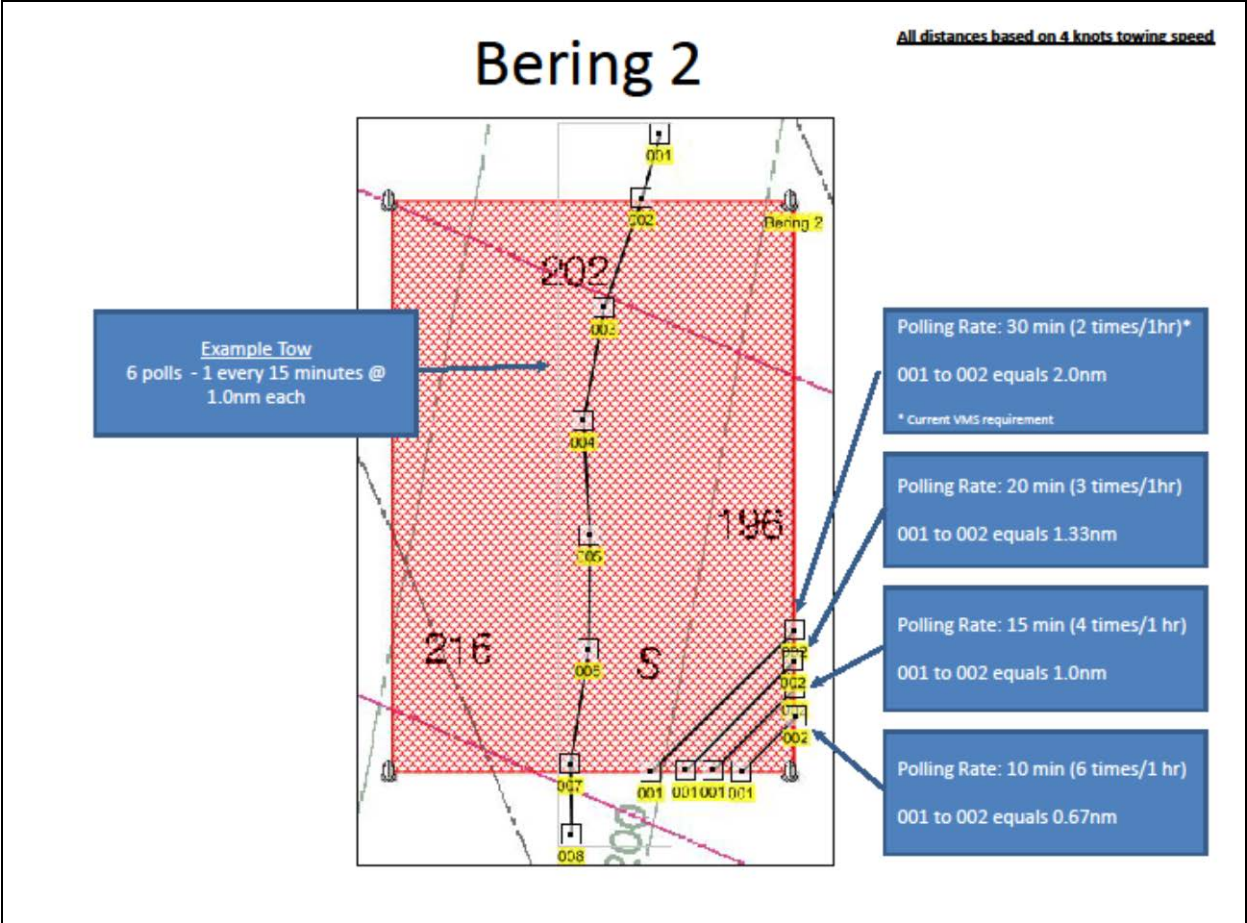 All distances based on 4 knots towing speed
Bering 2
001
002
Bering 2
202
003
Example Tow
6 polls - 1 every 15 minutes @
1.0nm each
004
005
196
216
006
S
007
008
200
002
002
002
001 001 001 001
Polling Rate: 30 min (2 times/1hr)*
001 to 002 equals 2.0nm
* Current VMS requirement
Polling Rate: 20 min (3 times/1hr)
001 to 002 equals 1.33nm
Polling Rate: 15 min (4 times/1 hr)
001 to 002 equals 1.0nm
Polling Rate: 10 min (6 times/1 hr)
001 to 002 equals 0.67nm